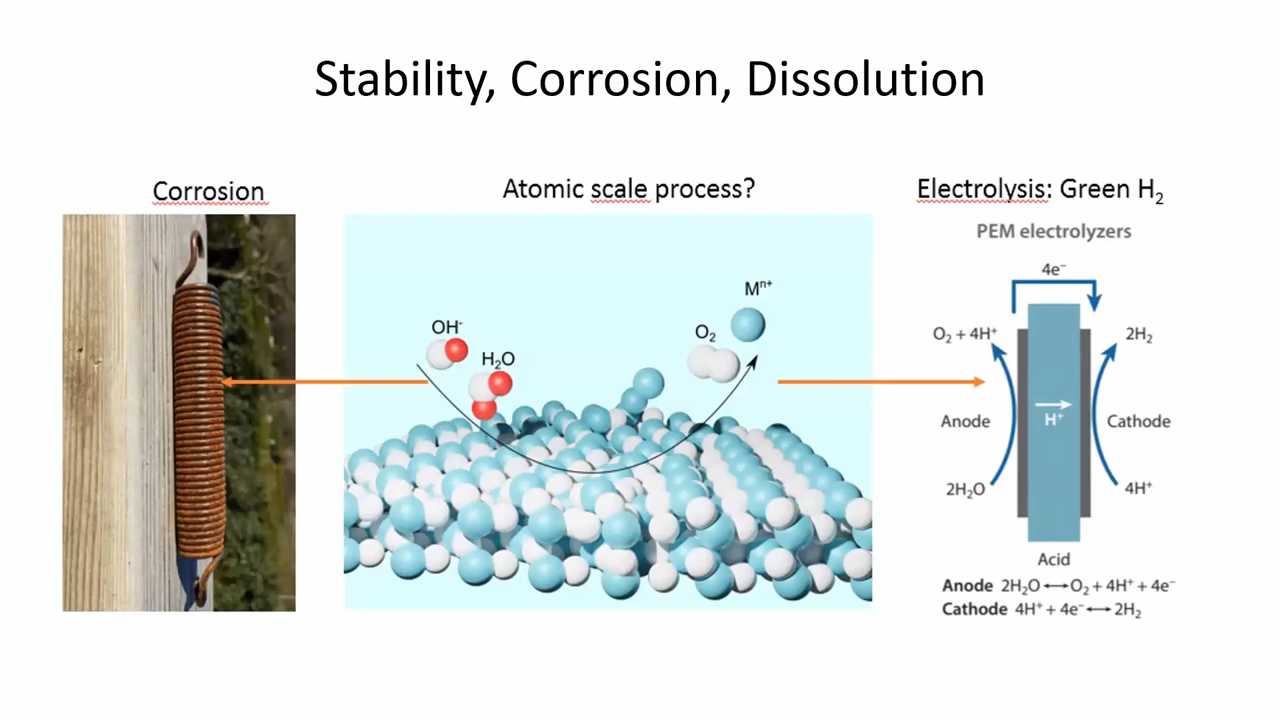 Stability, Corrosion, Dissolution
Corrosion
Atomic scale process?
OH⁻
H₂O
O₂
Mⁿ⁺
Electrolysis: Green H₂
PEM electrolyzers
4e⁻
O₂ + 4H⁺
2H₂
H⁺
Anode
Cathode
2H₂O
4H⁺
Acid
Anode 2H₂O ⟷ O₂ + 4H⁺ + 4e⁻
Cathode 4H⁺ + 4e⁻ ⟷ 2H₂